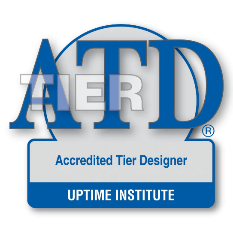 ATD
TIER
®
Accredited Tier Designer
UPTIME INSTITUTE